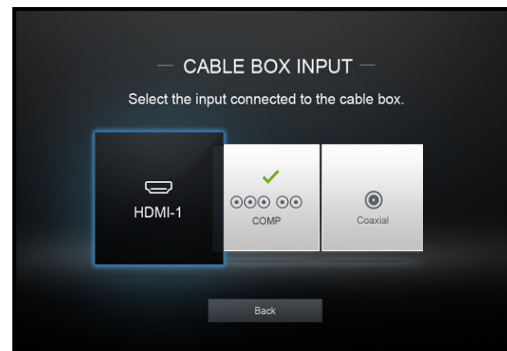 CABLE BOX INPUT
Select the input connected to the cable box.
HDMI-1
COMP
Coaxial
Back